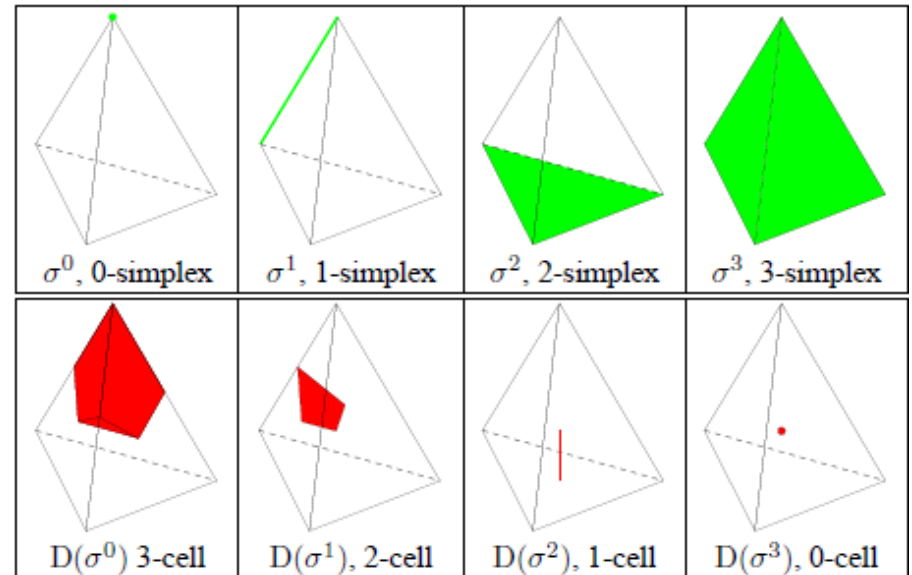 σ⁰, 0-simplex
σ¹, 1-simplex
σ², 2-simplex
σ³, 3-simplex
D(σ⁰) 3-cell
D(σ¹), 2-cell
D(σ²), 1-cell
D(σ³), 0-cell